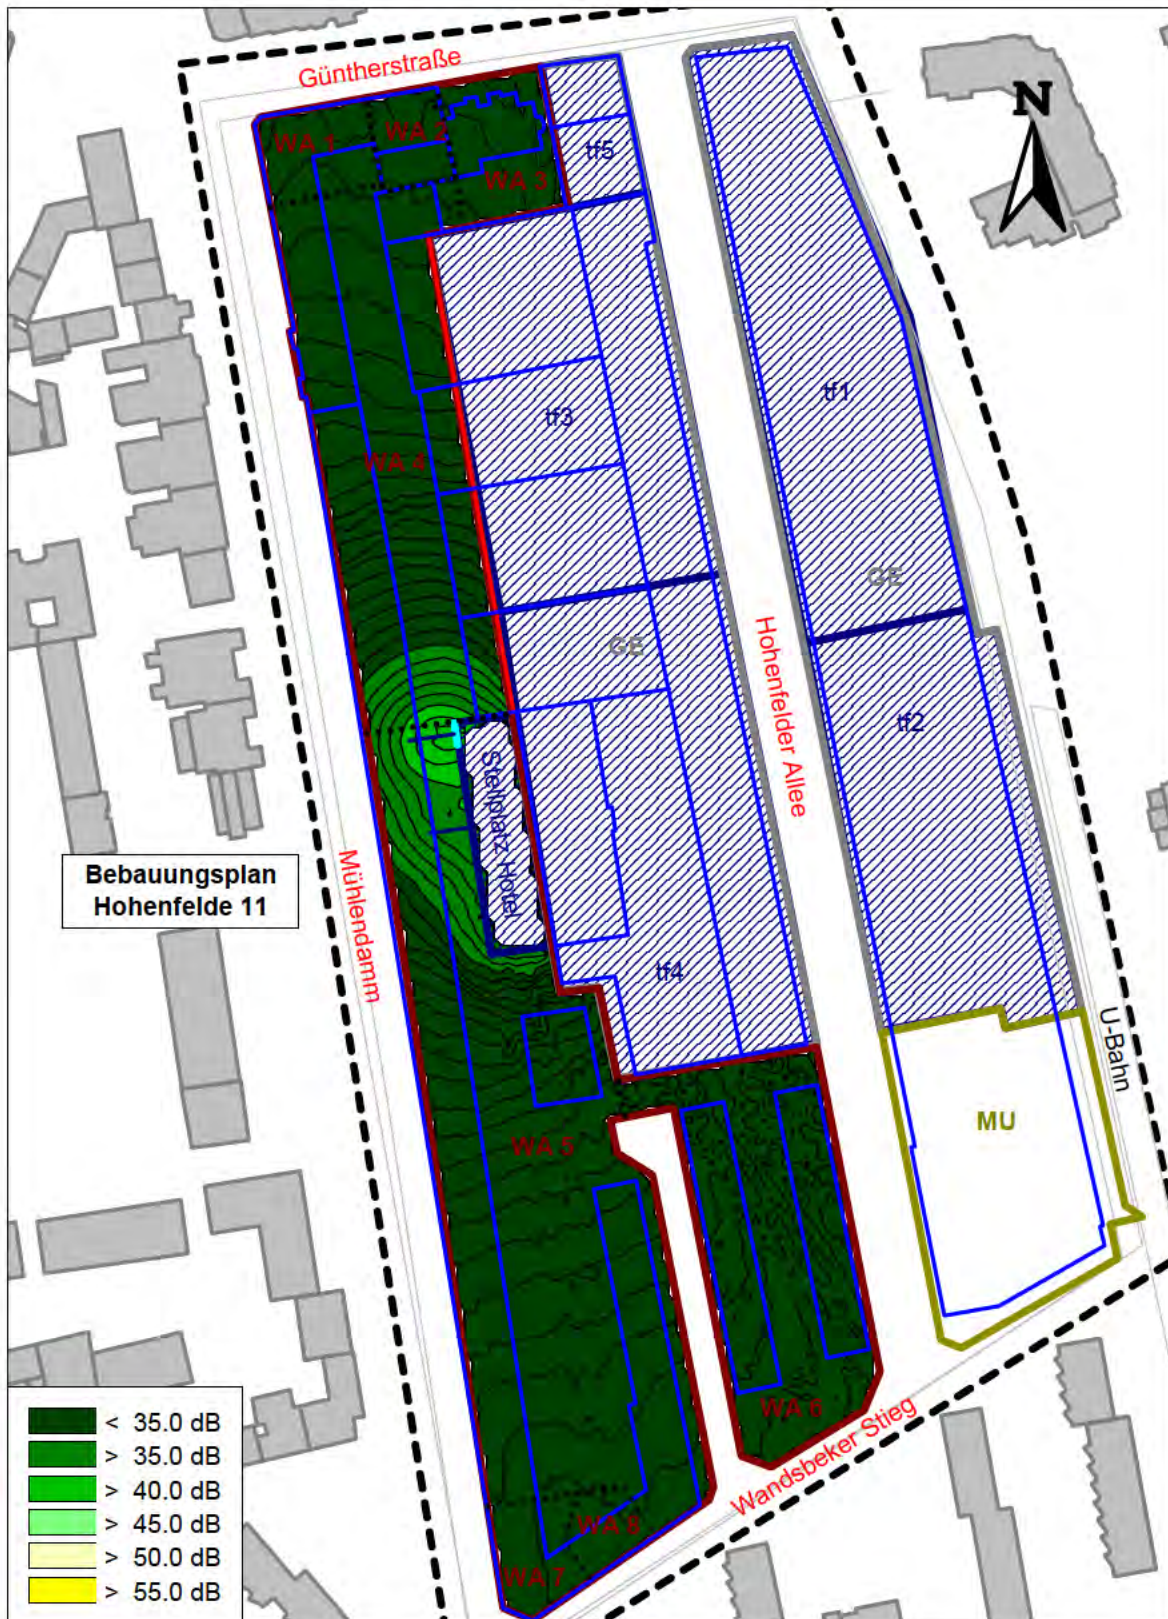 Güntherstraße
N
WA 1
WA 2
WA 3
tf5
tf1
tf3
WA 4
GE
GE
Hohenfelder Allee
tf2
Stellplatz Hotel
Bebauungsplan
Hohenfelde 11
Mühlendamm
tf4
U-Bahn
MU
WA 5
WA 6
Wandsbeker Stieg
WA 8
WA 7
< 35.0 dB
> 35.0 dB
> 40.0 dB
> 45.0 dB
> 50.0 dB
> 55.0 dB